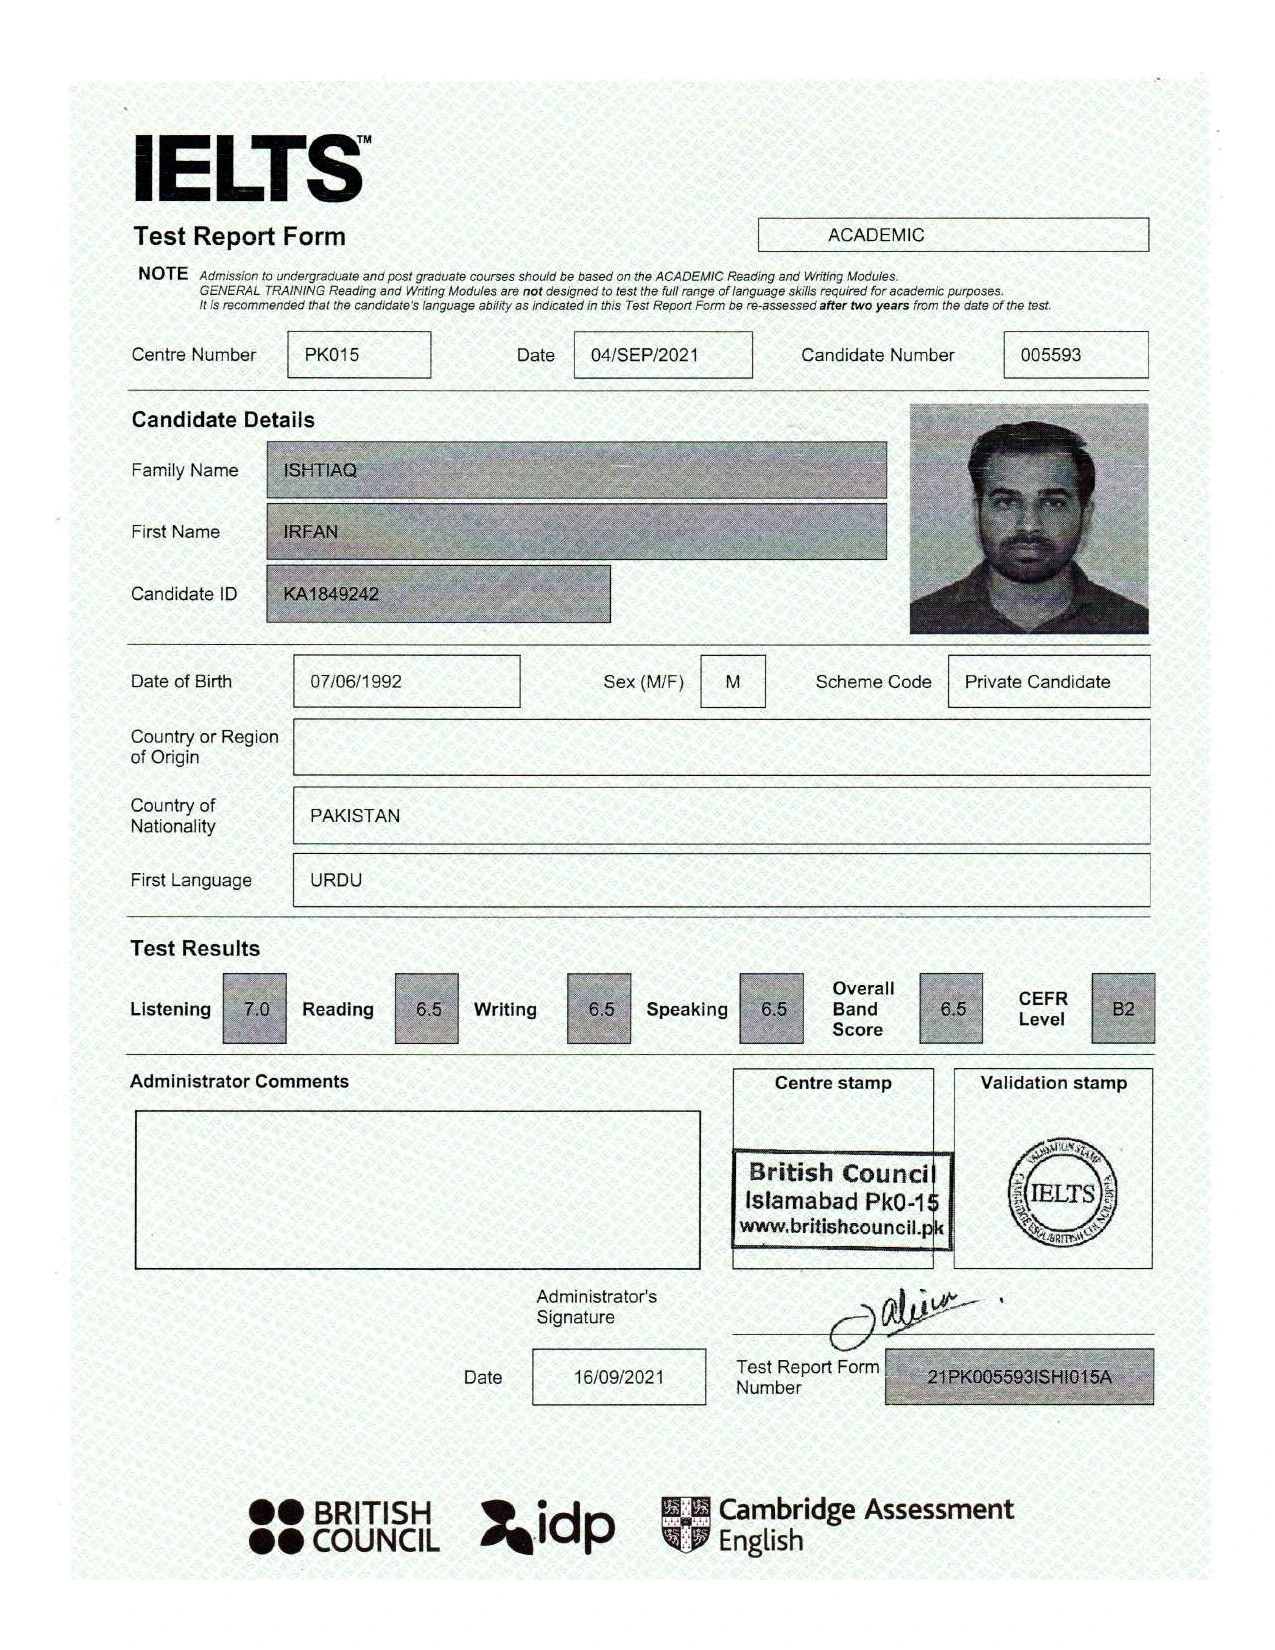 IELTS™
Test Report Form
ACADEMIC
NOTE Admission to undergraduate and post graduate courses should be based on the ACADEMIC Reading and Writing Modules.
GENERAL TRAINING Reading and Writing Modules are not designed to test the full range of language skills required for academic purposes.
It is recommended that the candidate's language ability as indicated in this Test Report Form be re-assessed after two years from the date of the test.
Centre Number PK015 Date 04/SEP/2021 Candidate Number 005593
Candidate Details
Family Name ISHTIAQ
First Name IRFAN
Candidate ID KA1849242
Date of Birth 07/06/1992 Sex (M/F) M Scheme Code Private Candidate
Country or Region
of Origin
Country of
Nationality
PAKISTAN
First Language URDU
Test Results
Listening 7.0 Reading 6.5 Writing 6.5 Speaking 6.5
Overall
Band
Score
6.5
CEFR
Level
B2
Administrator Comments
Centre stamp
British Council
Islamabad Pk0-15
www.britishcouncil.pk
Validation stamp
VALIDATION STAMP
IELTS
Administrator's
Signature
Date 16/09/2021
Test Report Form
Number
21PK005593ISHI015A
BRITISH
COUNCIL
idp
Cambridge Assessment
English